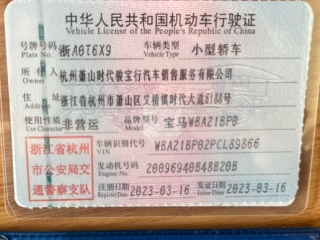 中华人民共和国机动车行驶证
Vehicle License of the People's Republic of China
号牌号码 浙A0T6X9 车辆类型 小型轿车
Plate No. Vehicle Type
所有人 杭州萧山时代骏宝行汽车销售服务有限公司
Owner
住址 浙江省杭州市萧山区义桥镇时代大道
Address
使用性质 非营运 品牌型号 宝马WBA21BP0
Use Character Model
浙江省杭州 车辆识别代号 WBA21BP02PCL89866
VIN
市公安局交 发动机号码 20096940B48B20B
Engine No.
通警察支队 注册日期 2023-03-16 发证日期 2023-03-16
Register Date Issue Date